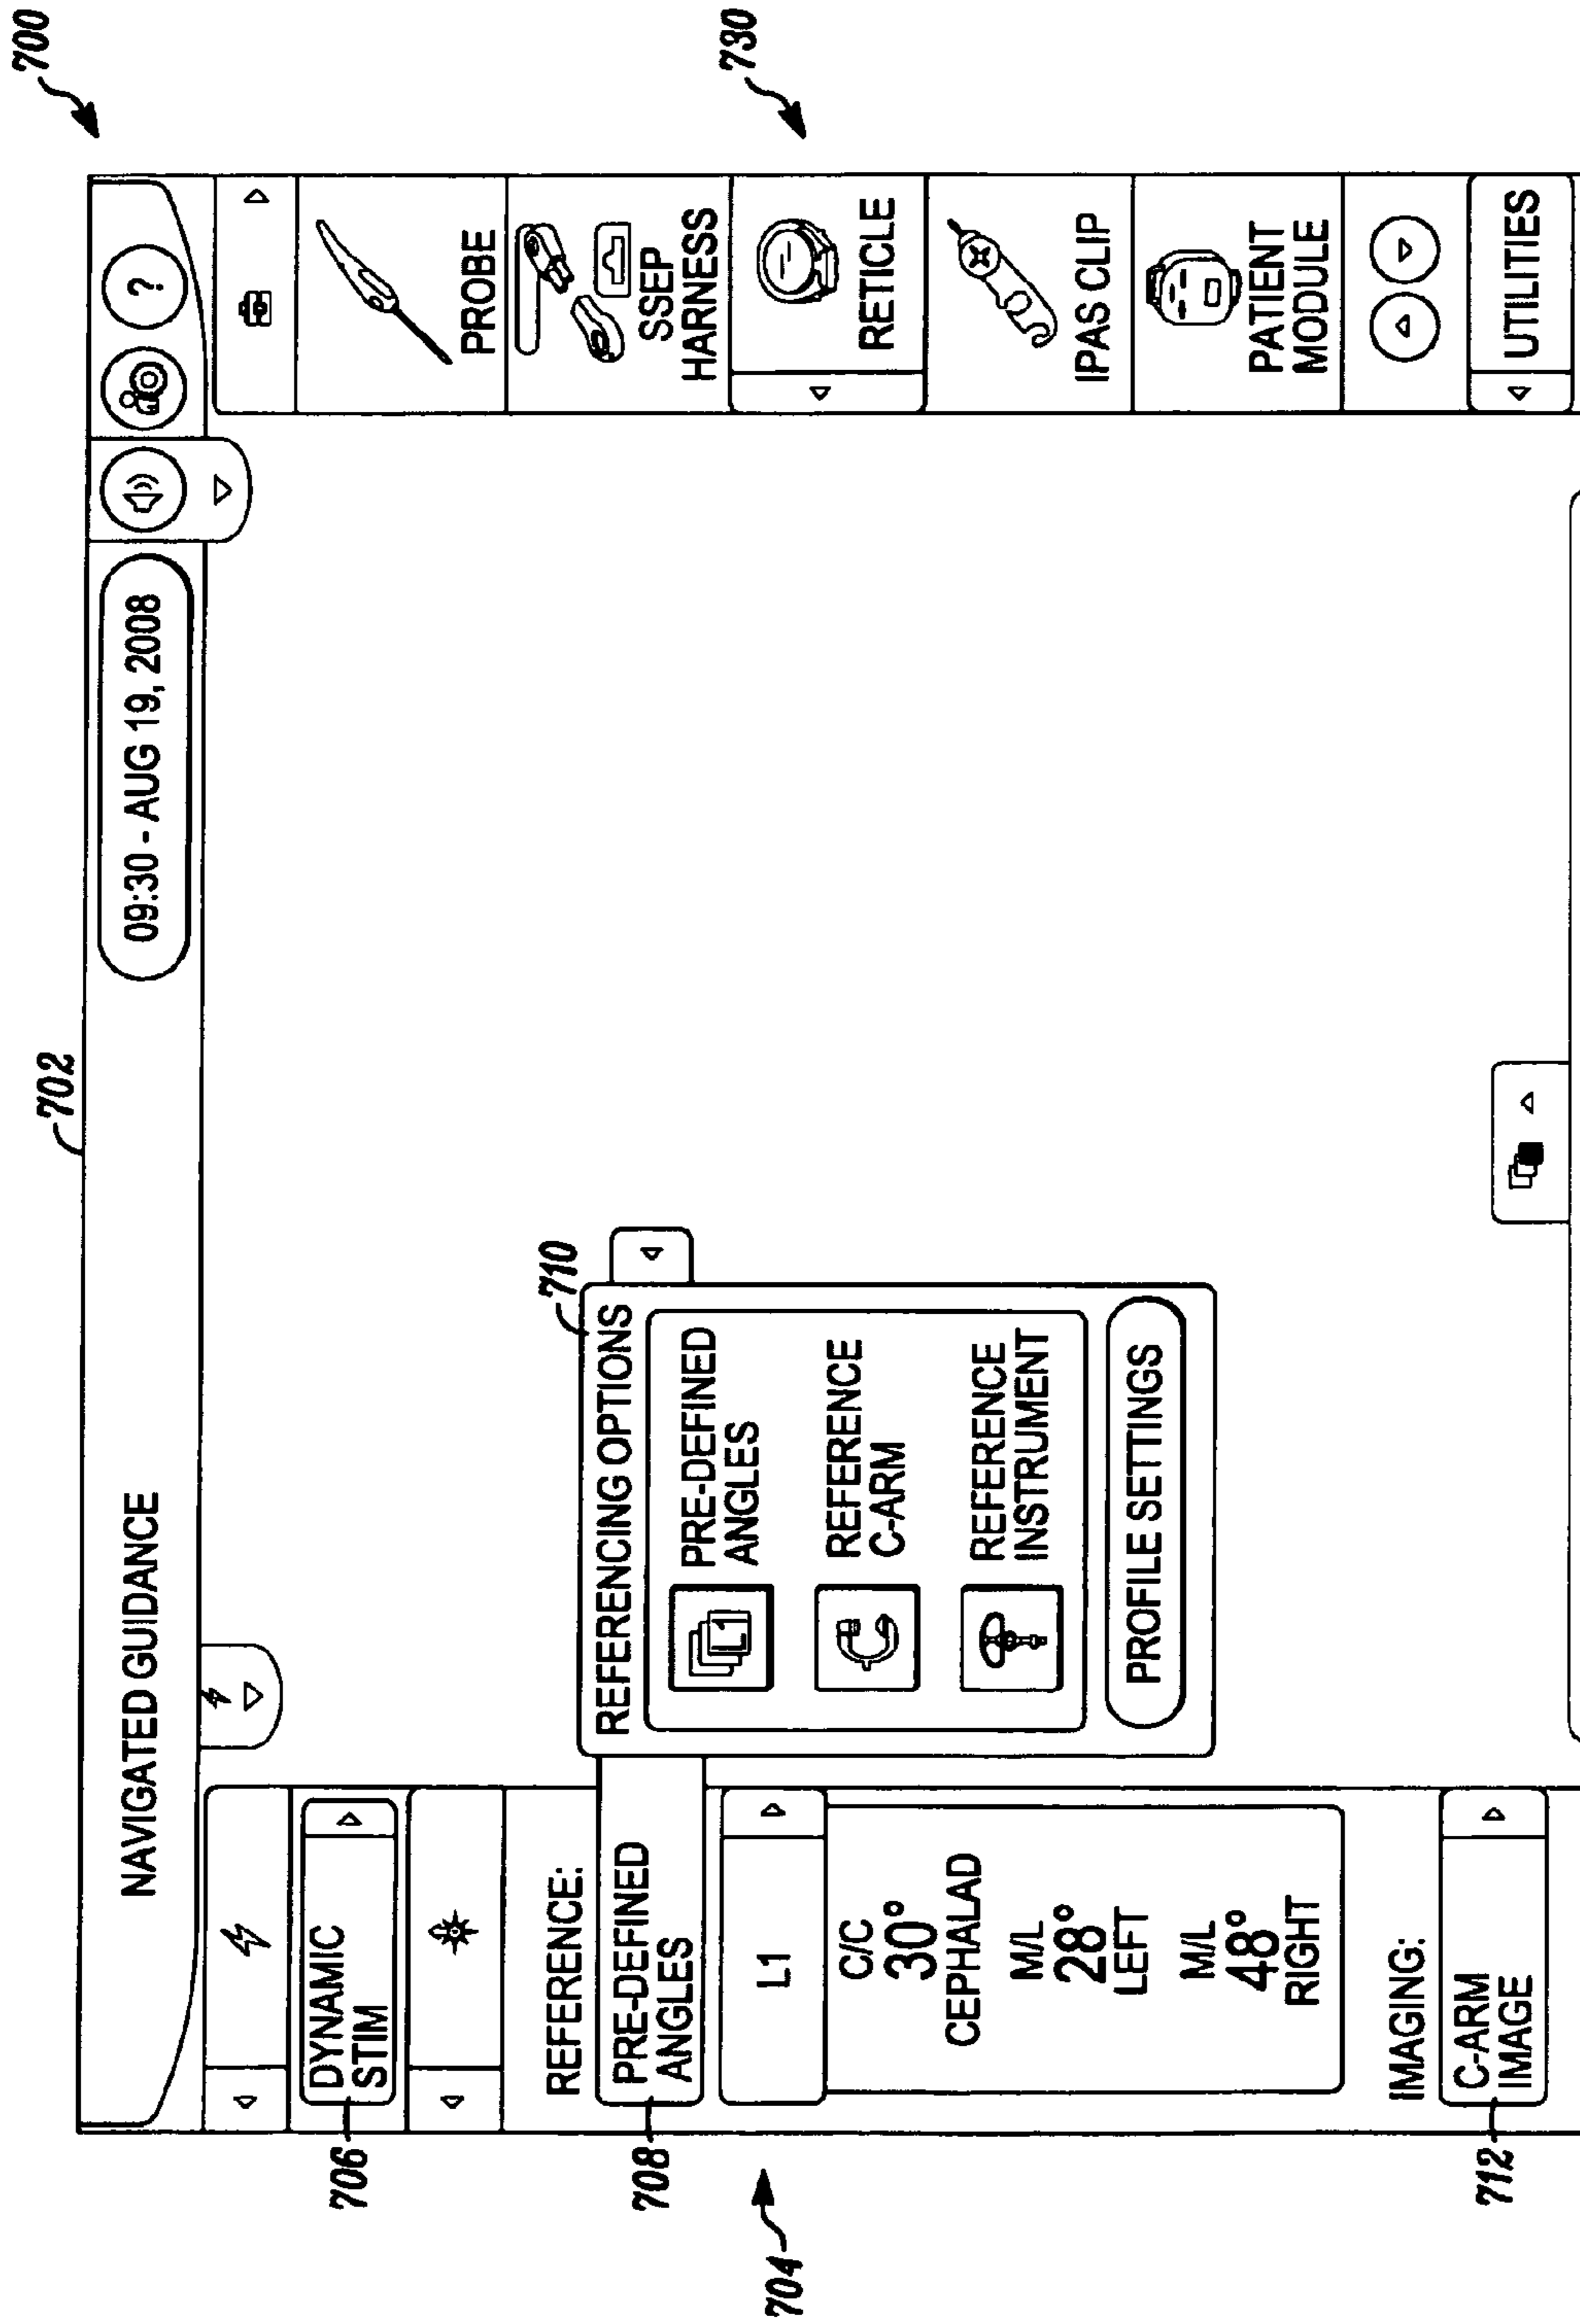 700
702
NAVIGATED GUIDANCE
09:30 - AUG 19, 2008
?
706
DYNAMIC
STIM
REFERENCE:
708
PRE-DEFINED
ANGLES
704
L1
C/C
30°
CEPHALAD
M/L
28°
LEFT
M/L
48°
RIGHT
IMAGING:
712
C-ARM
IMAGE
710
REFERENCING OPTIONS
L1
PRE-DEFINED
ANGLES
REFERENCE
C-ARM
REFERENCE
INSTRUMENT
PROFILE SETTINGS
730
PROBE
SSEP
HARNESS
RETICLE
IPAS CLIP
PATIENT
MODULE
UTILITIES